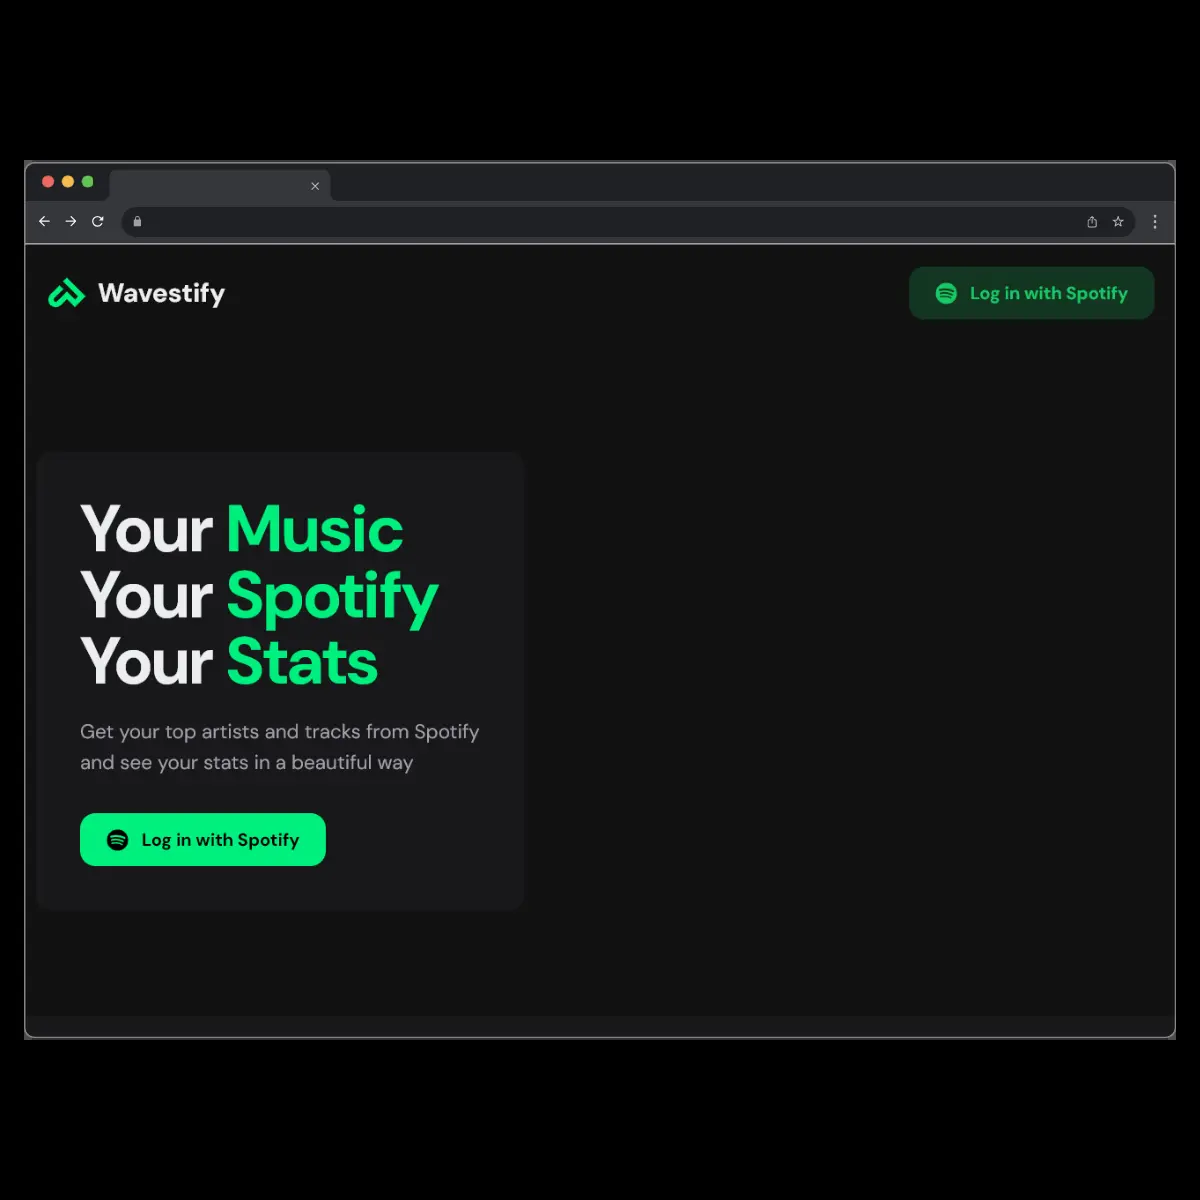 Wavestify
Log in with Spotify
Your Music
Your Spotify
Your Stats
Get your top artists and tracks from Spotify
and see your stats in a beautiful way
Log in with Spotify